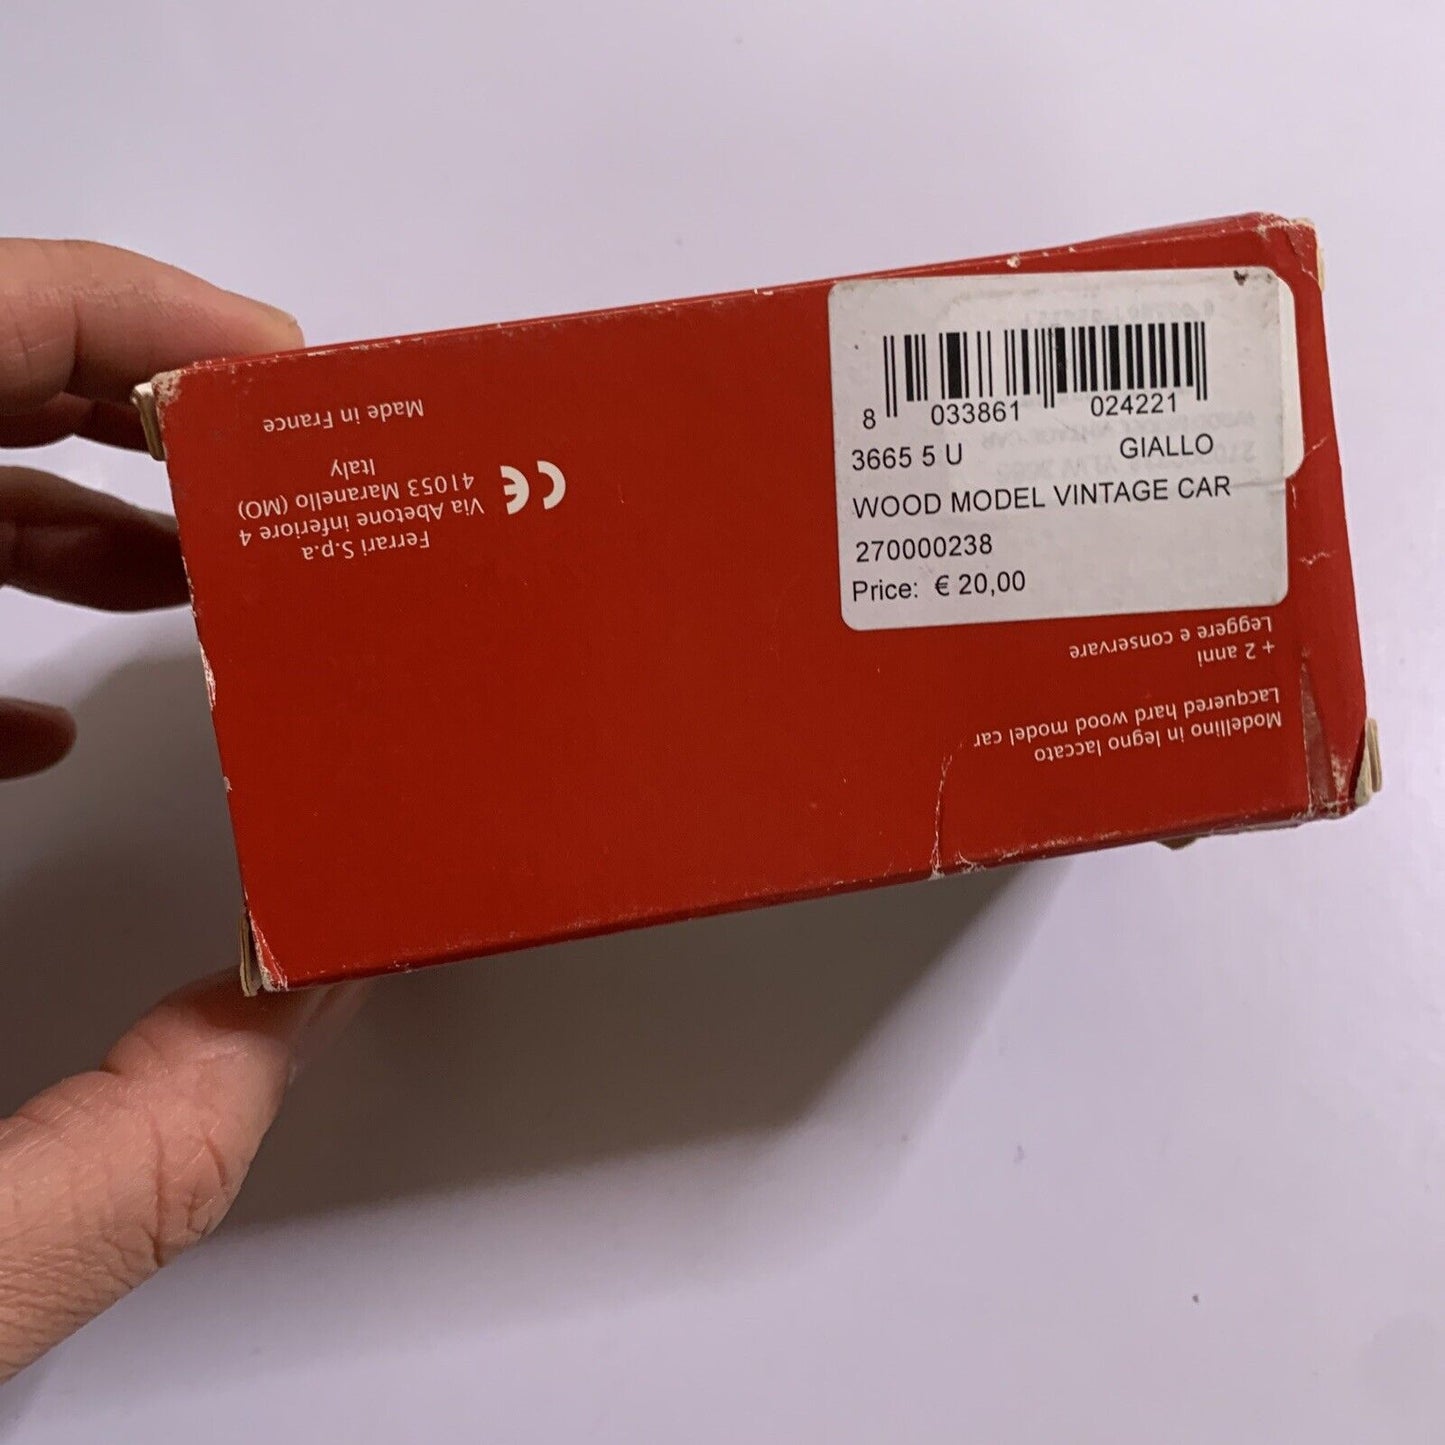 8 033861 024221
3665 5 U GIALLO
WOOD MODEL VINTAGE CAR
270000238
Price: € 20,00
Modellino in legno laccato
Lacquered hard wood model car
+ 2 anni
Leggere e conservare
CE
Ferrari S.p.a
Via Abetone inferiore 4
41053 Maranello (MO)
Italy
Made in France